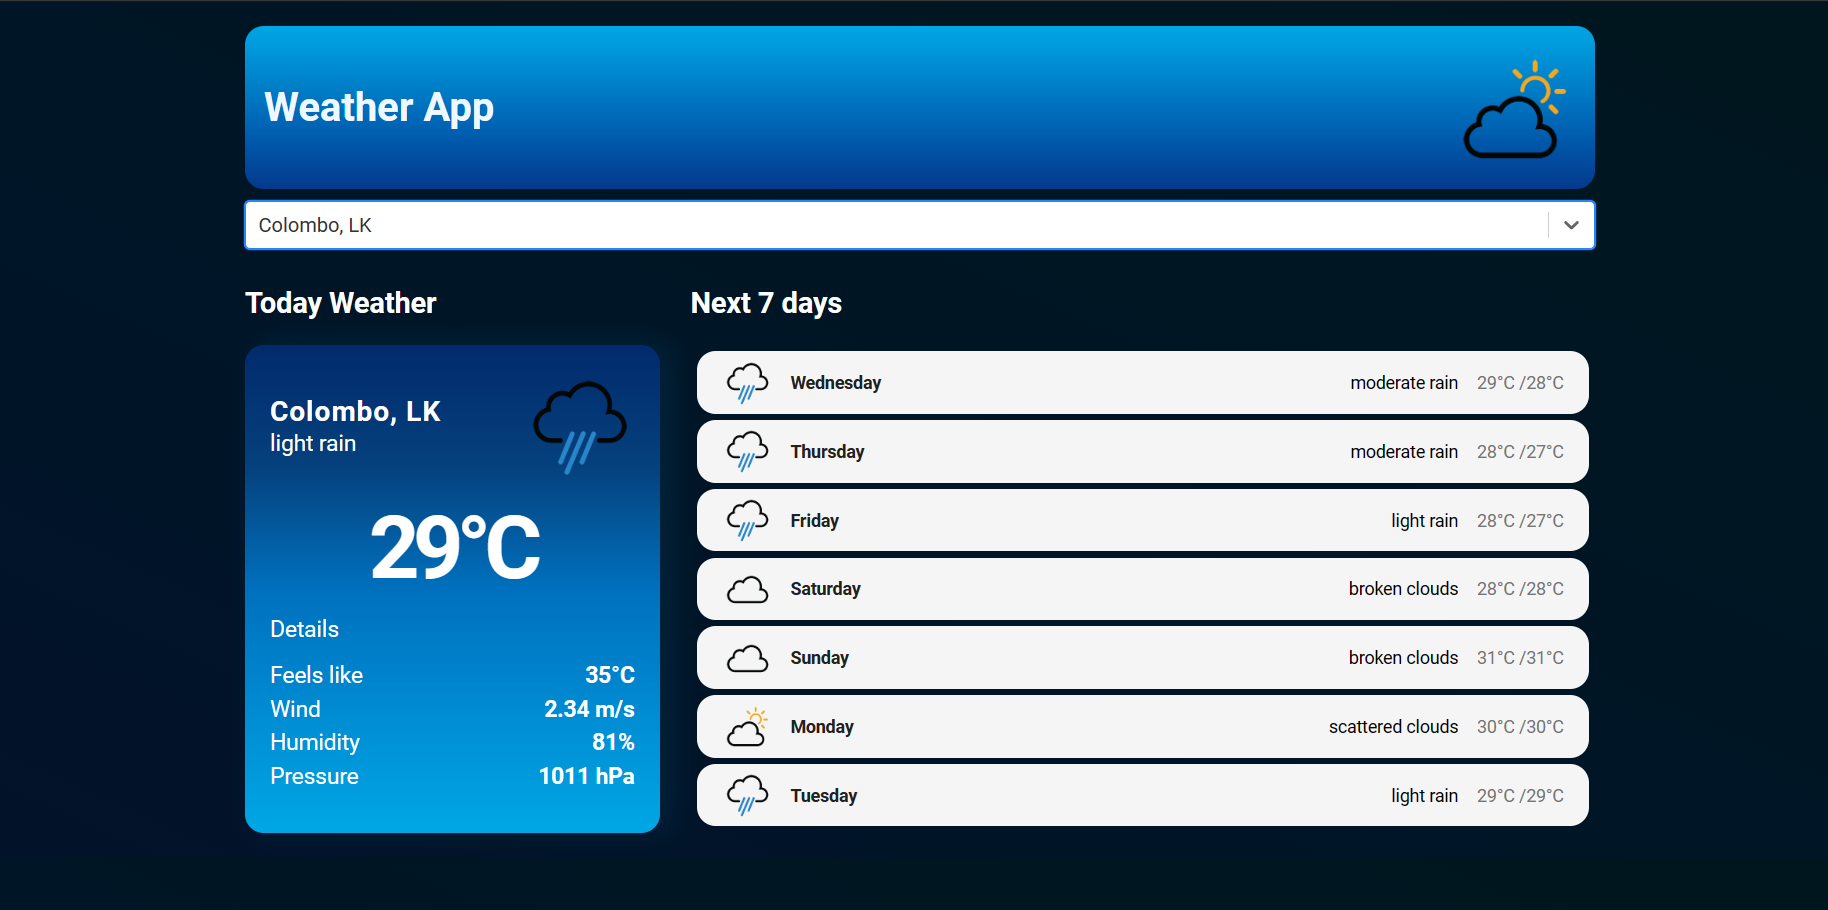 Weather App
Colombo, LK
Today Weather
Colombo, LK
light rain
29°C
Details
Feels like 35°C
Wind 2.34 m/s
Humidity 81%
Pressure 1011 hPa
Next 7 days
Wednesday moderate rain 29°C /28°C
Thursday moderate rain 28°C /27°C
Friday light rain 28°C /27°C
Saturday broken clouds 28°C /28°C
Sunday broken clouds 31°C /31°C
Monday scattered clouds 30°C /30°C
Tuesday light rain 29°C /29°C